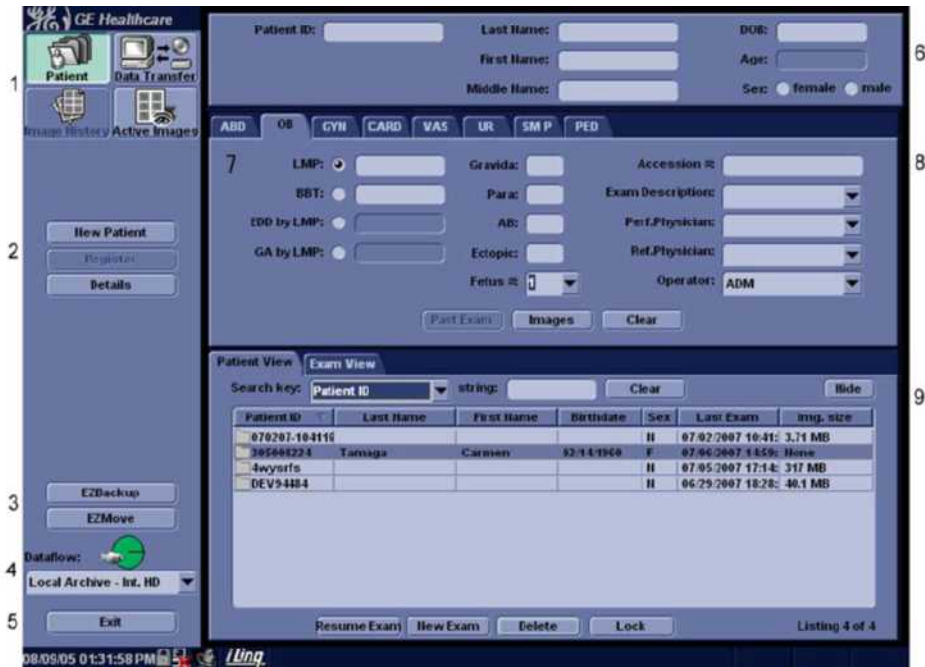 GE Healthcare
Patient
Data Transfer
Image History
Active Images
1
New Patient
Register
Details
2
EZBackup
EZMove
3
Dataflow:
Local Archive - Int. HD
4
Exit
5
08/09/05 01:31:58 PM
iLinq
Patient ID:
Last Name:
DOB:
First Name:
Age:
Middle Name:
Sex:
female
male
6
ABD
OB
GYN
CARD
VAS
UR
SM P
PED
7
LMP:
Gravida:
Accession #:
8
BBT:
Para:
Exam Description:
EDD by LMP:
AB:
Perf.Physician:
GA by LMP:
Ectopic:
Ref.Physician:
Fetus #:
Operator:
ADM
Past Exam
Images
Clear
Patient View
Exam View
Search key:
Patient ID
string:
Clear
Hide
9
Patient ID Last Name First Name Birthdate Sex Last Exam Img. size
070207-104116 N 07/02/2007 10:41: 3.71 MB
305008224 Tamaga Carmen 02/14/1960 F 07/06/2007 14:59: None
4wysrfs N 07/05/2007 17:14: 317 MB
DEV94484 N 06/29/2007 18:28: 40.1 MB
Resume Exam
New Exam
Delete
Lock
Listing 4 of 4